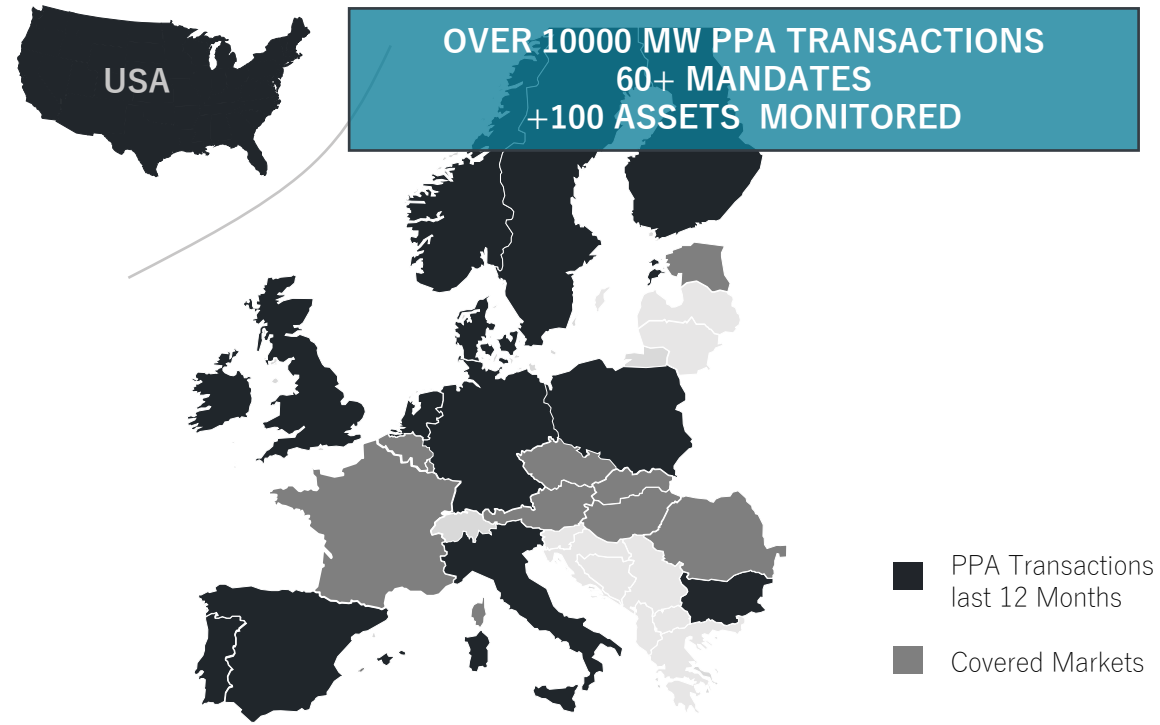 USA
OVER 10000 MW PPA TRANSACTIONS
60+ MANDATES
+100 ASSETS MONITORED
PPA Transactions
last 12 Months
Covered Markets